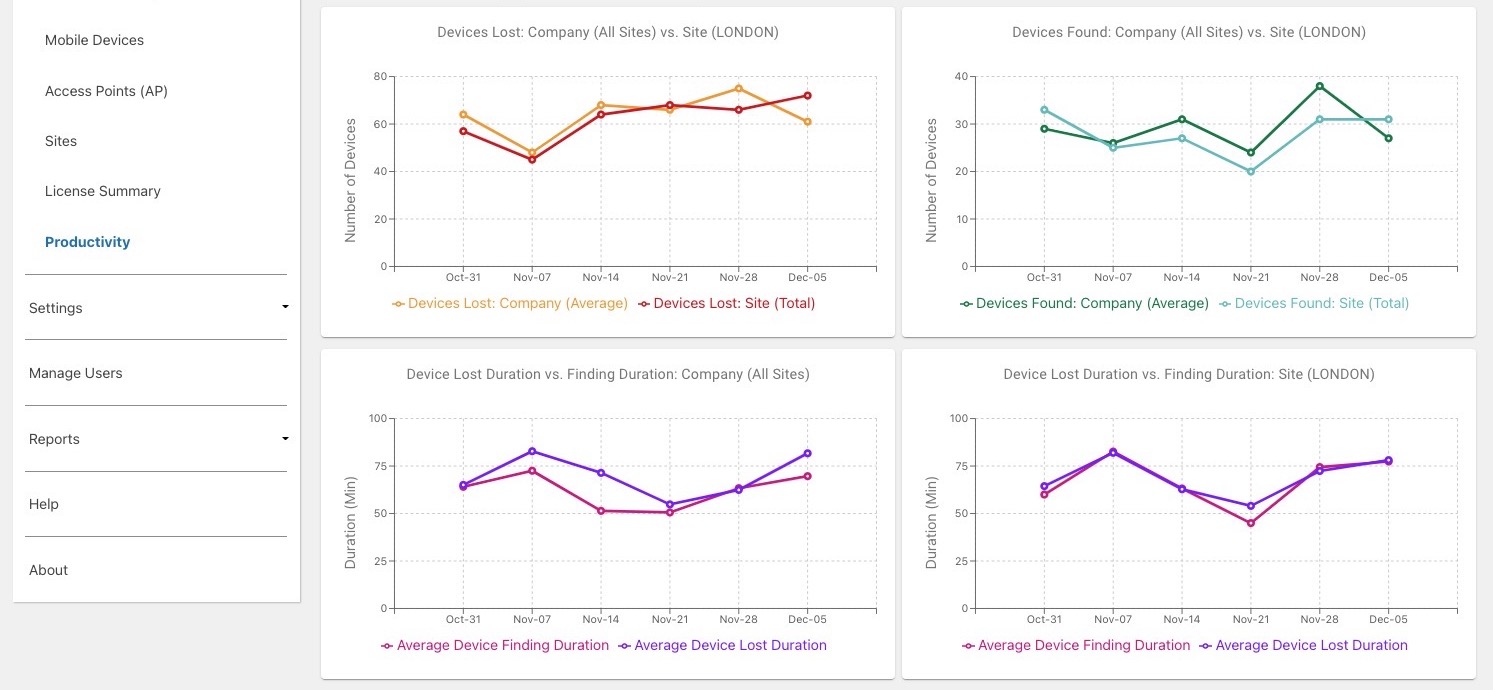 Mobile Devices
Access Points (AP)
Sites
License Summary
Productivity
Settings
Manage Users
Reports
Help
About
Devices Lost: Company (All Sites) vs. Site (LONDON)
Number of Devices
80
60
40
20
0
Oct-31 Nov-07 Nov-14 Nov-21 Nov-28 Dec-05
Devices Lost: Company (Average) Devices Lost: Site (Total)
Devices Found: Company (All Sites) vs. Site (LONDON)
Number of Devices
40
30
20
10
0
Oct-31 Nov-07 Nov-14 Nov-21 Nov-28 Dec-05
Devices Found: Company (Average) Devices Found: Site (Total)
Device Lost Duration vs. Finding Duration: Company (All Sites)
Duration (Min)
100
75
50
25
0
Oct-31 Nov-07 Nov-14 Nov-21 Nov-28 Dec-05
Average Device Finding Duration Average Device Lost Duration
Device Lost Duration vs. Finding Duration: Site (LONDON)
Duration (Min)
100
75
50
25
0
Oct-31 Nov-07 Nov-14 Nov-21 Nov-28 Dec-05
Average Device Finding Duration Average Device Lost Duration